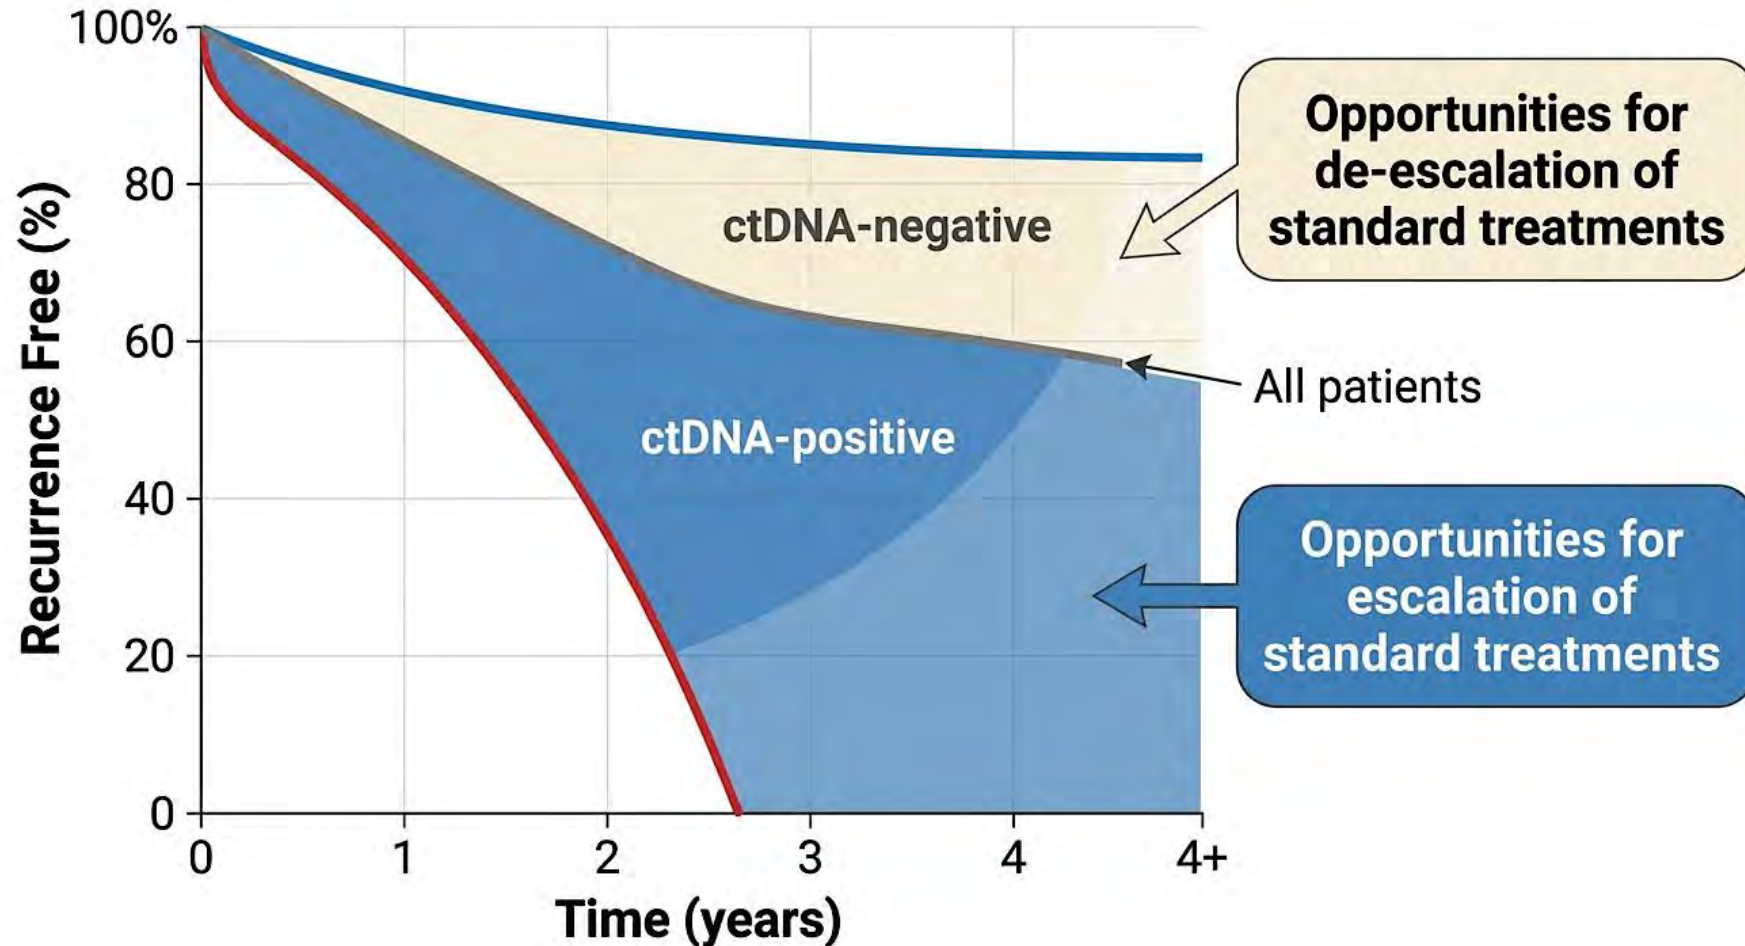 100%
80
60
40
20
0
Recurrence Free (%)
0
1
2
3
4
4+
Time (years)
ctDNA-negative
ctDNA-positive
Opportunities for
de-escalation of
standard treatments
All patients
Opportunities for
escalation of
standard treatments